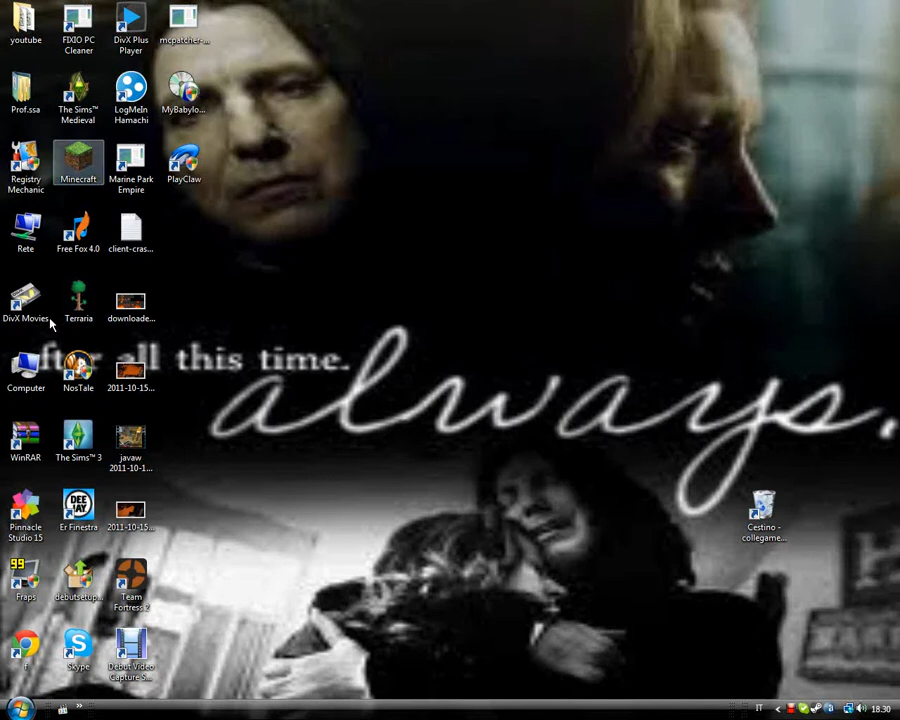 youtube
FIXIO PC
Cleaner
DivX Plus
Player
mcpatcher-...
Prof.ssa
The Sims™
Medieval
LogMeIn
Hamachi
MyBabylo...
Registry
Mechanic
Minecraft
Marine Park
Empire
PlayClaw
Rete
Free Fox 4.0
client-cras...
DivX Movies
Terraria
downloade...
after all this time.
always.
Computer
NosTale
2011-10-15...
WinRAR
The Sims™ 3
javaw
2011-10-1...
Pinnacle
Studio 15
DEE
JAY
Er Finestra
2011-10-15...
Cestino -
collegame...
99
Fraps
debutsetup...
Team
Fortress 2
f
Skype
Debut Video
Capture S...
IT
18.30